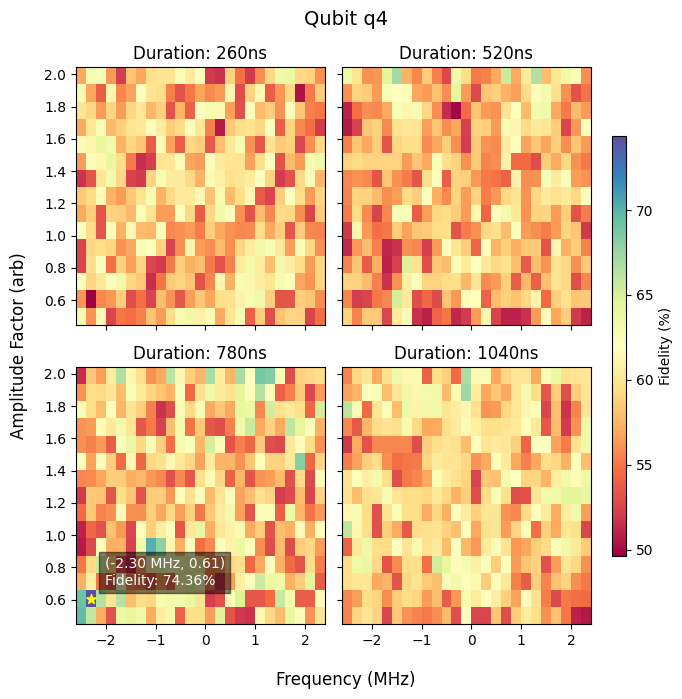 Qubit q4
Duration: 260ns
Duration: 520ns
2.0
1.8
1.6
1.4
1.2
1.0
0.8
0.6
Amplitude Factor (arb)
Duration: 780ns
Duration: 1040ns
2.0
1.8
1.6
1.4
1.2
1.0
0.8
0.6
(-2.30 MHz, 0.61)
Fidelity: 74.36%
−2 −1 0 1 2
−2 −1 0 1 2
Frequency (MHz)
70
65
60
55
50
Fidelity (%)